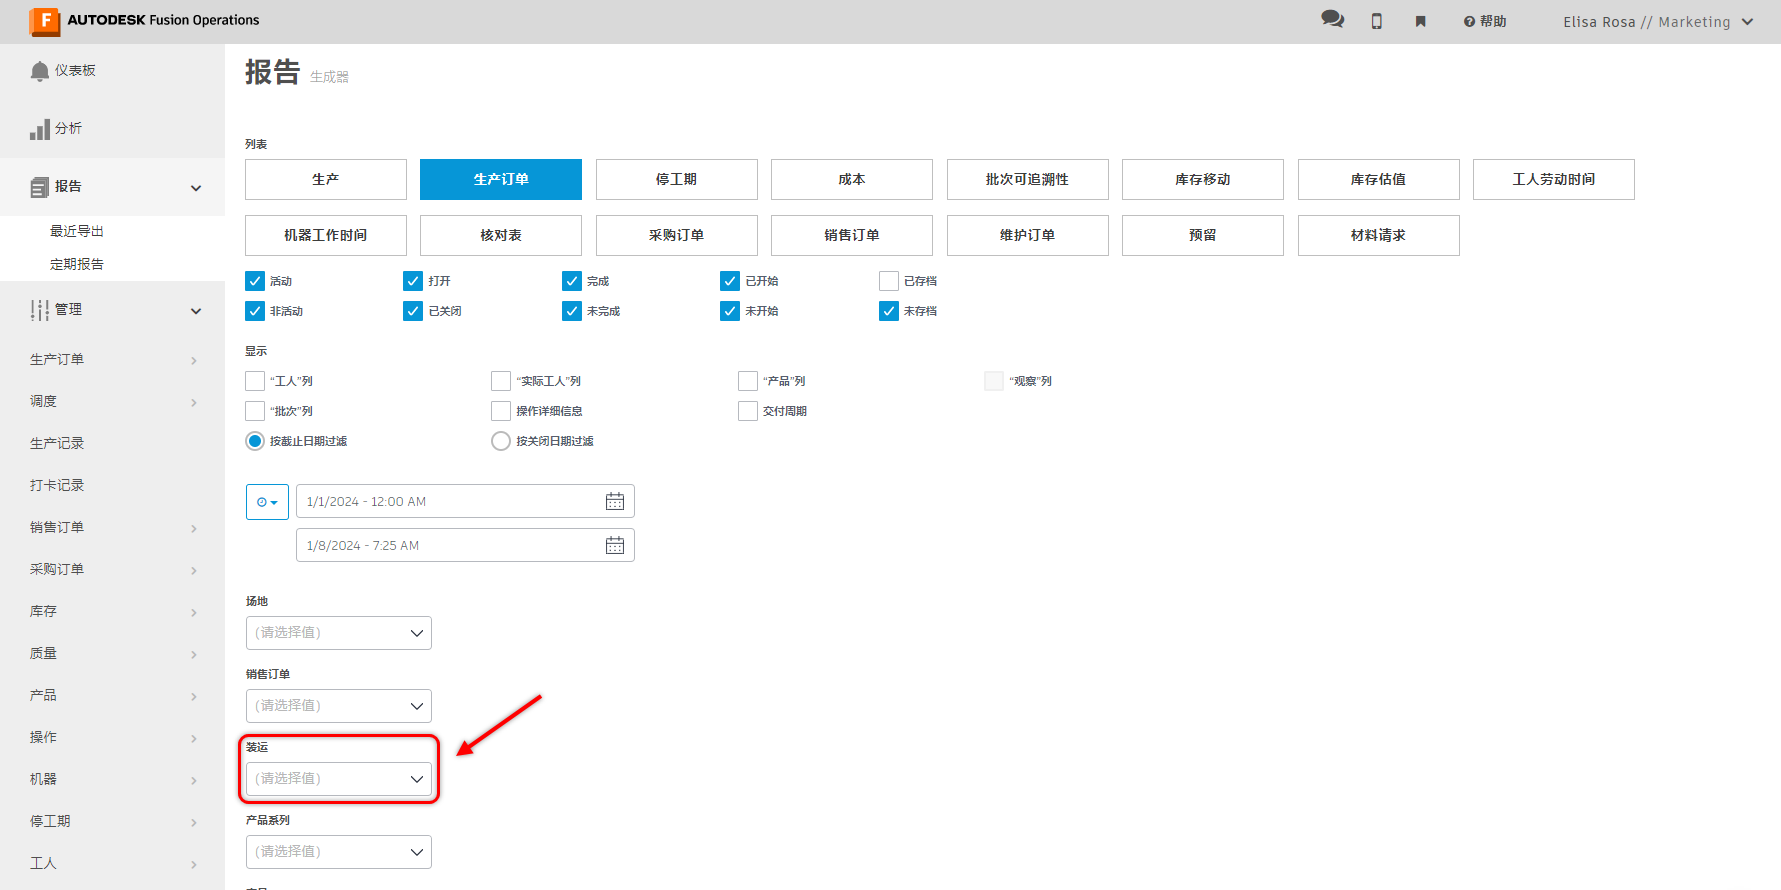 AUTODESK Fusion Operations
帮助
Elisa Rosa // Marketing
仪表板
分析
报告
最近导出
定期报告
管理
生产订单
调度
生产记录
打卡记录
销售订单
采购订单
库存
质量
产品
操作
机器
停工期
工人
报告 生成器
列表
生产 生产订单 停工期 成本 批次可追溯性 库存移动 库存估值 工人劳动时间
机器工作时间 核对表 采购订单 销售订单 维护订单 预留 材料请求
活动 打开 完成 已开始 已存档
非活动 已关闭 未完成 未开始 未存档
显示
“工人”列 “实际工人”列 “产品”列 “观察”列
“批次”列 操作详细信息 交付周期
按截止日期过滤 按关闭日期过滤
1/1/2024 - 12:00 AM
1/8/2024 - 7:25 AM
场地
(请选择值)
销售订单
(请选择值)
装运
(请选择值)
产品系列
(请选择值)